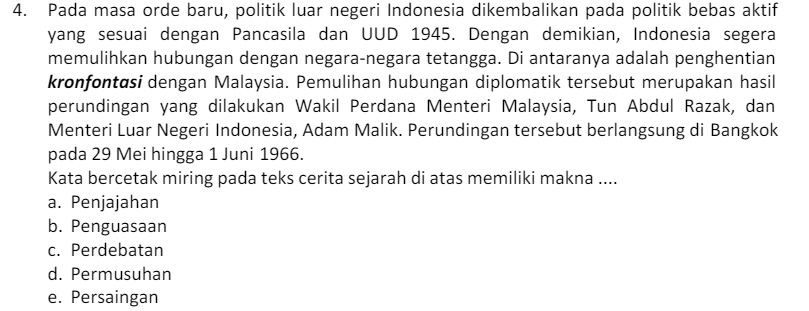 4. Pada masa orde baru, politik luar negeri Indonesia dikembalikan pada politik bebas aktif
yang sesuai dengan Pancasila dan UUD 1945. Dengan demikian, Indonesia segera
memulihkan hubungan dengan negara-negara tetangga. Di antaranya adalah penghentian
kronfontasi dengan Malaysia. Pemulihan hubungan diplomatik tersebut merupakan hasil
perundingan yang dilakukan Wakil Perdana Menteri Malaysia, Tun Abdul Razak, dan
Menteri Luar Negeri Indonesia, Adam Malik. Perundingan tersebut berlangsung di Bangkok
pada 29 Mei hingga 1 Juni 1966.
Kata bercetak miring pada teks cerita sejarah di atas memiliki makna ....
a. Penjajahan
b. Penguasaan
c. Perdebatan
d. Permusuhan
e. Persaingan